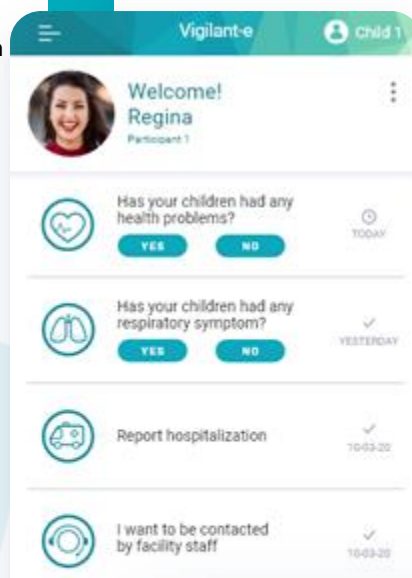 Vigilant-e
Child 1
Welcome!
Regina
Participant 1
Has your children had any
health problems?
YES
NO
TODAY
Has your children had any
respiratory symptom?
YES
NO
YESTERDAY
Report hospitalization
10-03-20
I want to be contacted
by facility staff
10-03-20